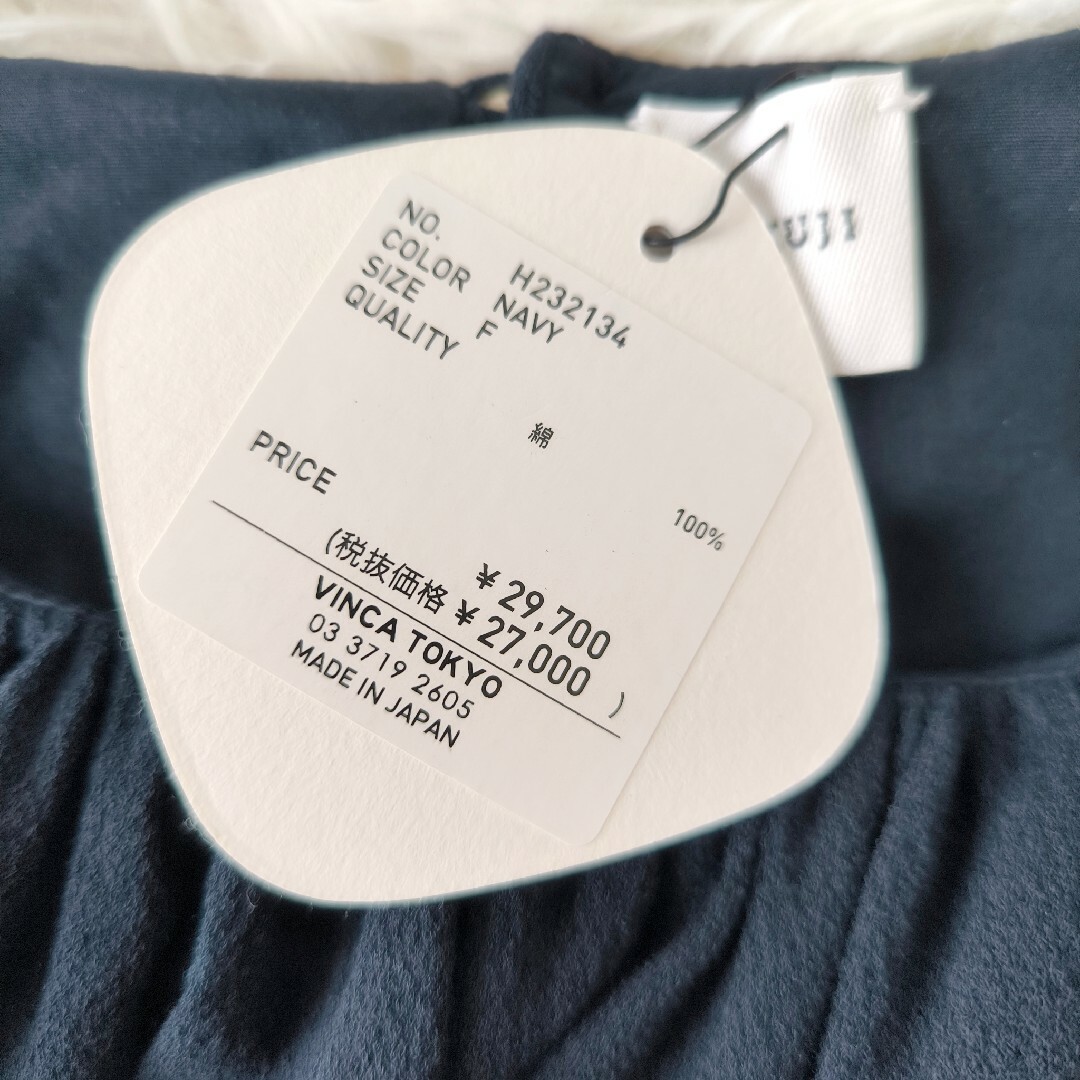 NO. H232134
COLOR NAVY
SIZE F
QUALITY
綿 100%
PRICE
¥29,700
(税抜価格 ¥27,000 )
VINCA TOKYO
03 3719 2605
MADE IN JAPAN
UJI